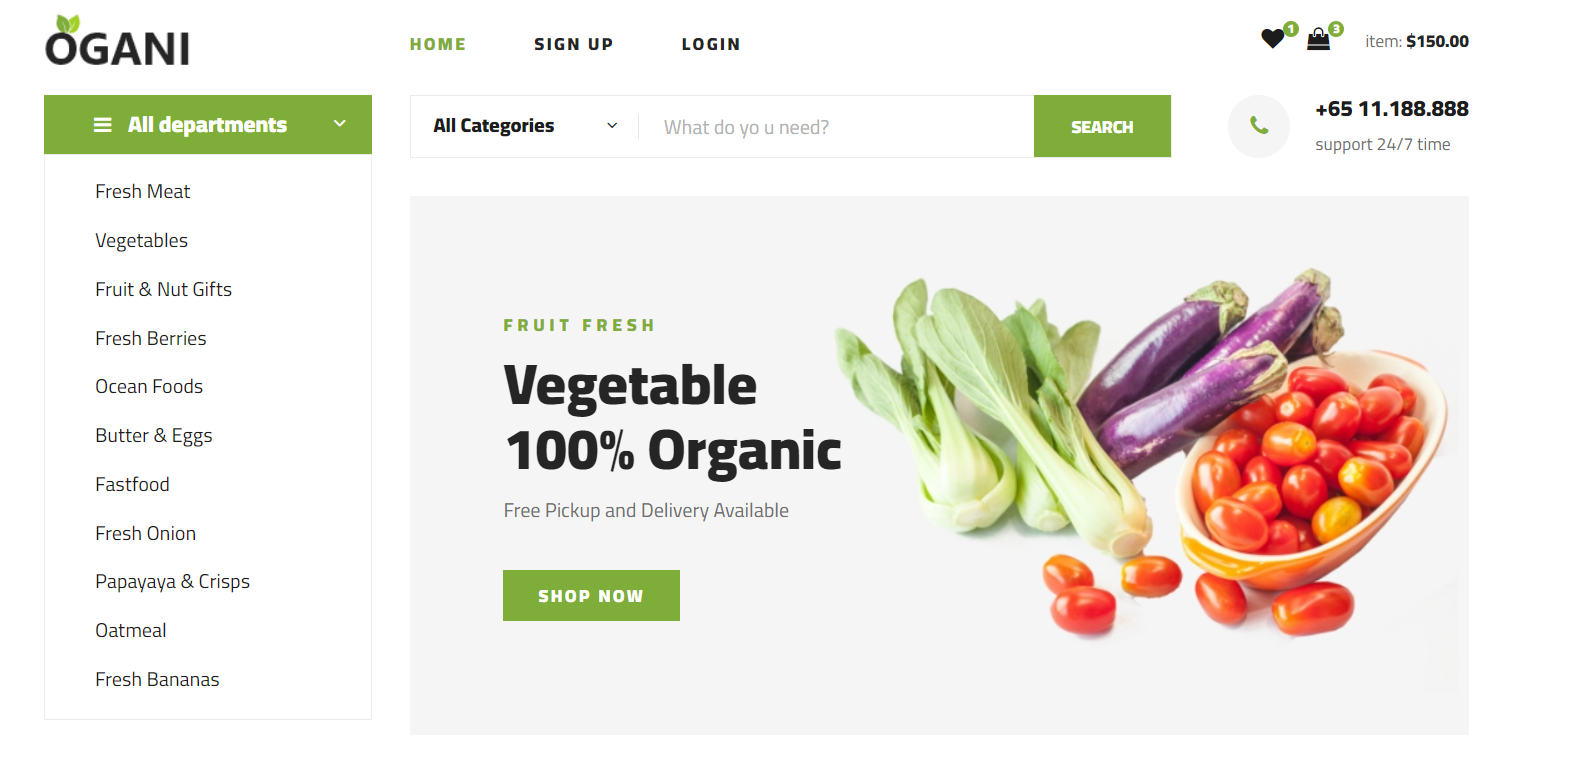 OGANI
HOME SIGN UP LOGIN
1 3 item: $150.00
All departments
All Categories What do yo u need? SEARCH
+65 11.188.888
support 24/7 time
Fresh Meat
Vegetables
Fruit & Nut Gifts
Fresh Berries
Ocean Foods
Butter & Eggs
Fastfood
Fresh Onion
Papayaya & Crisps
Oatmeal
Fresh Bananas
FRUIT FRESH
Vegetable
100% Organic
Free Pickup and Delivery Available
SHOP NOW